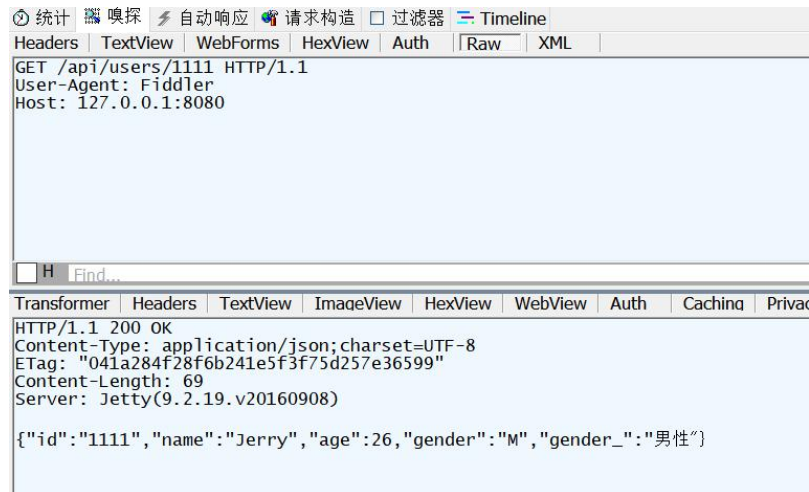 统计 嗅探 自动响应 请求构造 过滤器 Timeline
Headers TextView WebForms HexView Auth Raw XML
GET /api/users/1111 HTTP/1.1
User-Agent: Fiddler
Host: 127.0.0.1:8080
H Find...
Transformer Headers TextView ImageView HexView WebView Auth Caching Privac
HTTP/1.1 200 OK
Content-Type: application/json;charset=UTF-8
ETag: "041a284f28f6b241e5f3f75d257e36599"
Content-Length: 69
Server: Jetty(9.2.19.v20160908)
{"id":"1111","name":"Jerry","age":26,"gender":"M","gender_":"男性"}